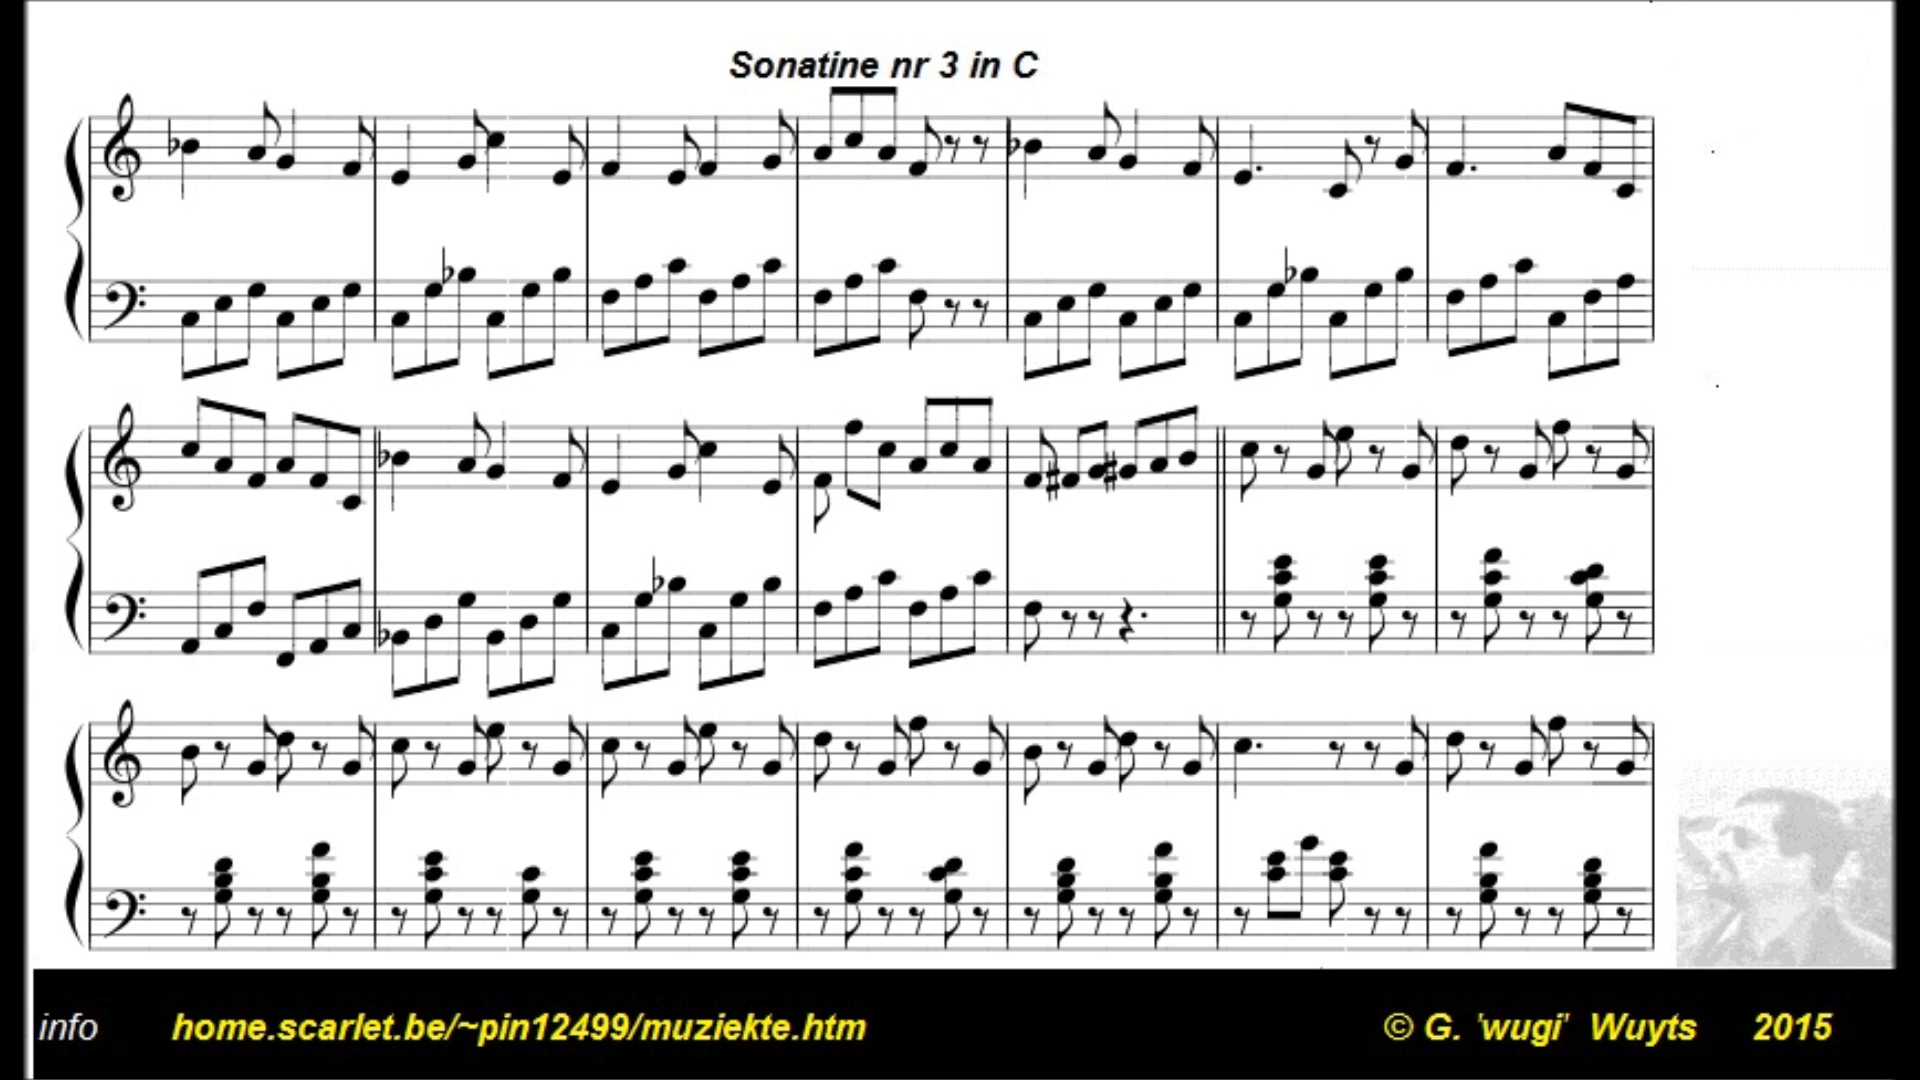 Sonatine nr 3 in C
info home.scarlet.be/~pin12499/muziekte.htm © G. 'wugi' Wuyts 2015